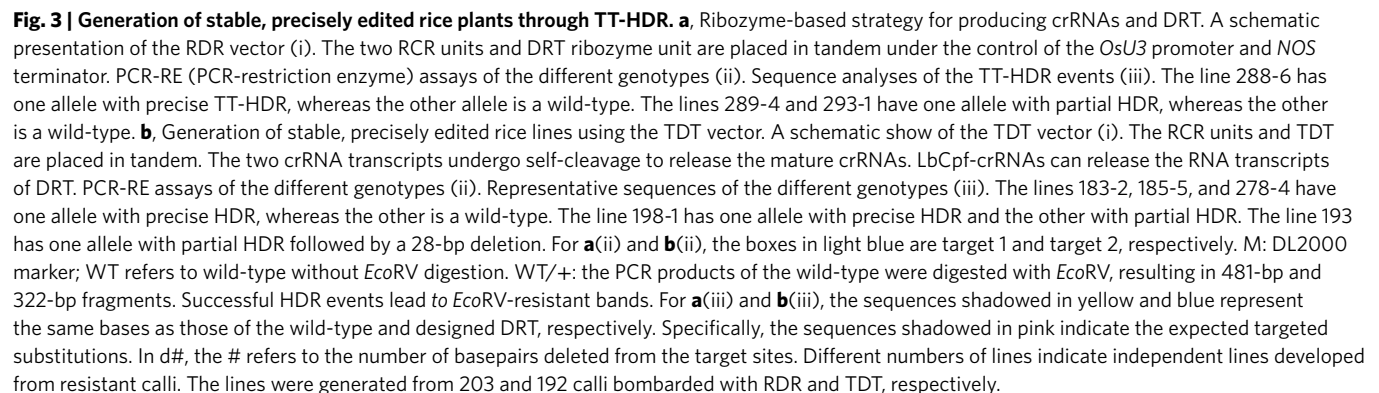 Fig. 3 | Generation of stable, precisely edited rice plants through TT-HDR. a, Ribozyme-based strategy for producing crRNAs and DRT. A schematic
presentation of the RDR vector (i). The two RCR units and DRT ribozyme unit are placed in tandem under the control of the OsU3 promoter and NOS
terminator. PCR-RE (PCR-restriction enzyme) assays of the different genotypes (ii). Sequence analyses of the TT-HDR events (iii). The line 288-6 has
one allele with precise TT-HDR, whereas the other allele is a wild-type. The lines 289-4 and 293-1 have one allele with partial HDR, whereas the other
is a wild-type. b, Generation of stable, precisely edited rice lines using the TDT vector. A schematic show of the TDT vector (i). The RCR units and TDT
are placed in tandem. The two crRNA transcripts undergo self-cleavage to release the mature crRNAs. LbCpf-crRNAs can release the RNA transcripts
of DRT. PCR-RE assays of the different genotypes (ii). Representative sequences of the different genotypes (iii). The lines 183-2, 185-5, and 278-4 have
one allele with precise HDR, whereas the other is a wild-type. The line 198-1 has one allele with precise HDR and the other with partial HDR. The line 193
has one allele with partial HDR followed by a 28-bp deletion. For a(ii) and b(ii), the boxes in light blue are target 1 and target 2, respectively. M: DL2000
marker; WT refers to wild-type without EcoRV digestion. WT/+: the PCR products of the wild-type were digested with EcoRV, resulting in 481-bp and
322-bp fragments. Successful HDR events lead to EcoRV-resistant bands. For a(iii) and b(iii), the sequences shadowed in yellow and blue represent
the same bases as those of the wild-type and designed DRT, respectively. Specifically, the sequences shadowed in pink indicate the expected targeted
substitutions. In d#, the # refers to the number of basepairs deleted from the target sites. Different numbers of lines indicate independent lines developed
from resistant calli. The lines were generated from 203 and 192 calli bombarded with RDR and TDT, respectively.